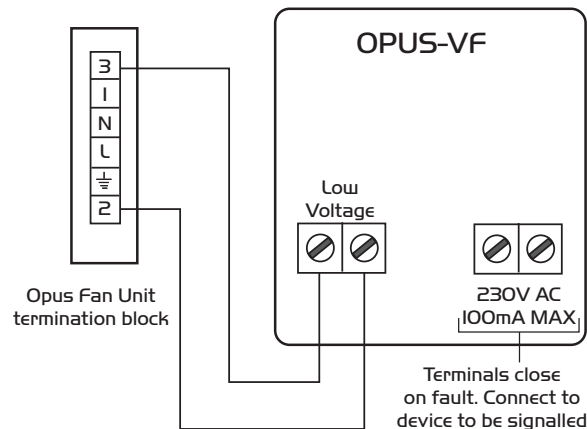 OPUS-VF
3
I
N
L
⏚
2
Low
Voltage
Opus Fan Unit
termination block
230V AC
100mA MAX
Terminals close
on fault. Connect to
device to be signalled